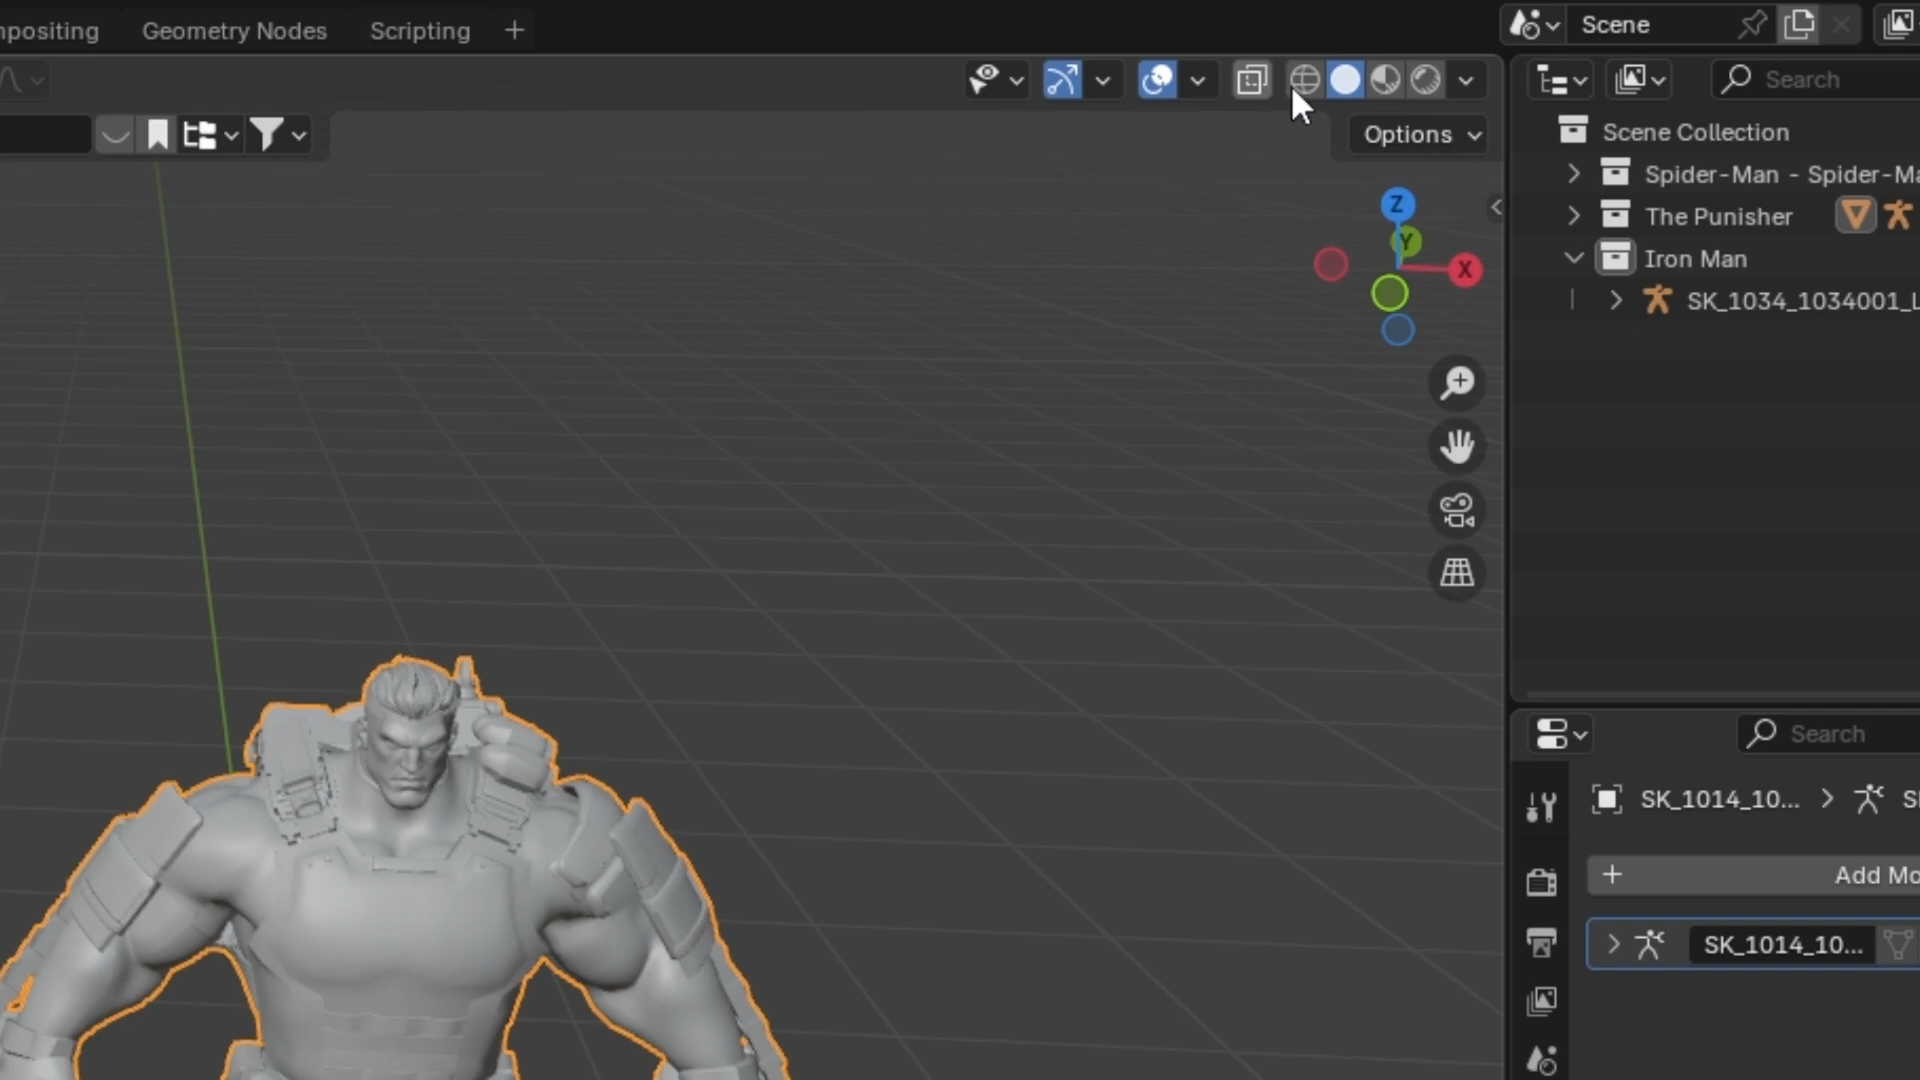 mpositing Geometry Nodes Scripting
Scene
Search
Options
Scene Collection
Spider-Man - Spider-Ma
The Punisher
Iron Man
SK_1034_1034001_L
Z
Y
X
Search
SK_1014_10... > S
Add Mo
SK_1014_10...